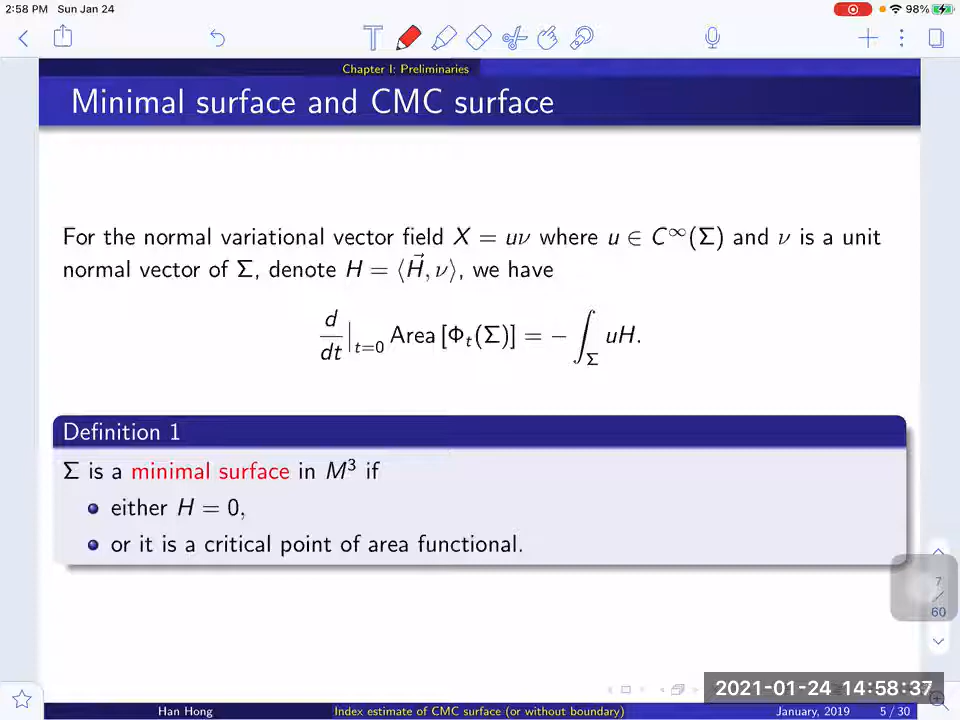 2:58 PM Sun Jan 24
98%
T
Chapter I: Preliminaries
Minimal surface and CMC surface
For the normal variational vector field X = uν where u ∈ C∞(Σ) and ν is a unit
normal vector of Σ, denote H = ⟨H⃗, ν⟩, we have
d/dt |t=0 Area [Φt(Σ)] = − ∫Σ uH.
Definition 1
Σ is a minimal surface in M³ if
either H = 0,
or it is a critical point of area functional.
7
/
60
2021-01-24 14:58:37
Han Hong Index estimate of CMC surface (or without boundary) January, 2019 5 / 30